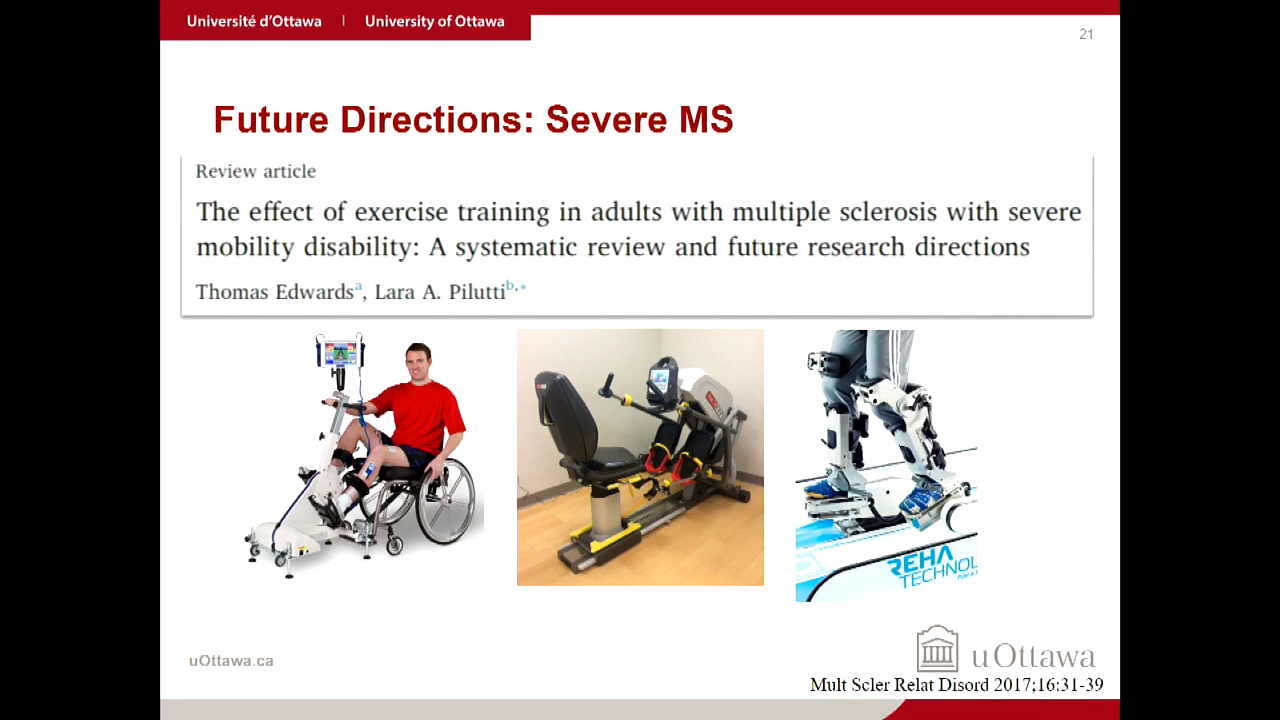 Université d'Ottawa | University of Ottawa
21
Future Directions: Severe MS
Review article
The effect of exercise training in adults with multiple sclerosis with severe
mobility disability: A systematic review and future research directions
Thomas Edwardsᵃ, Lara A. Piluttiᵇ,*
REHA
TECHNOL
uOttawa.ca
uOttawa
Mult Scler Relat Disord 2017;16:31-39